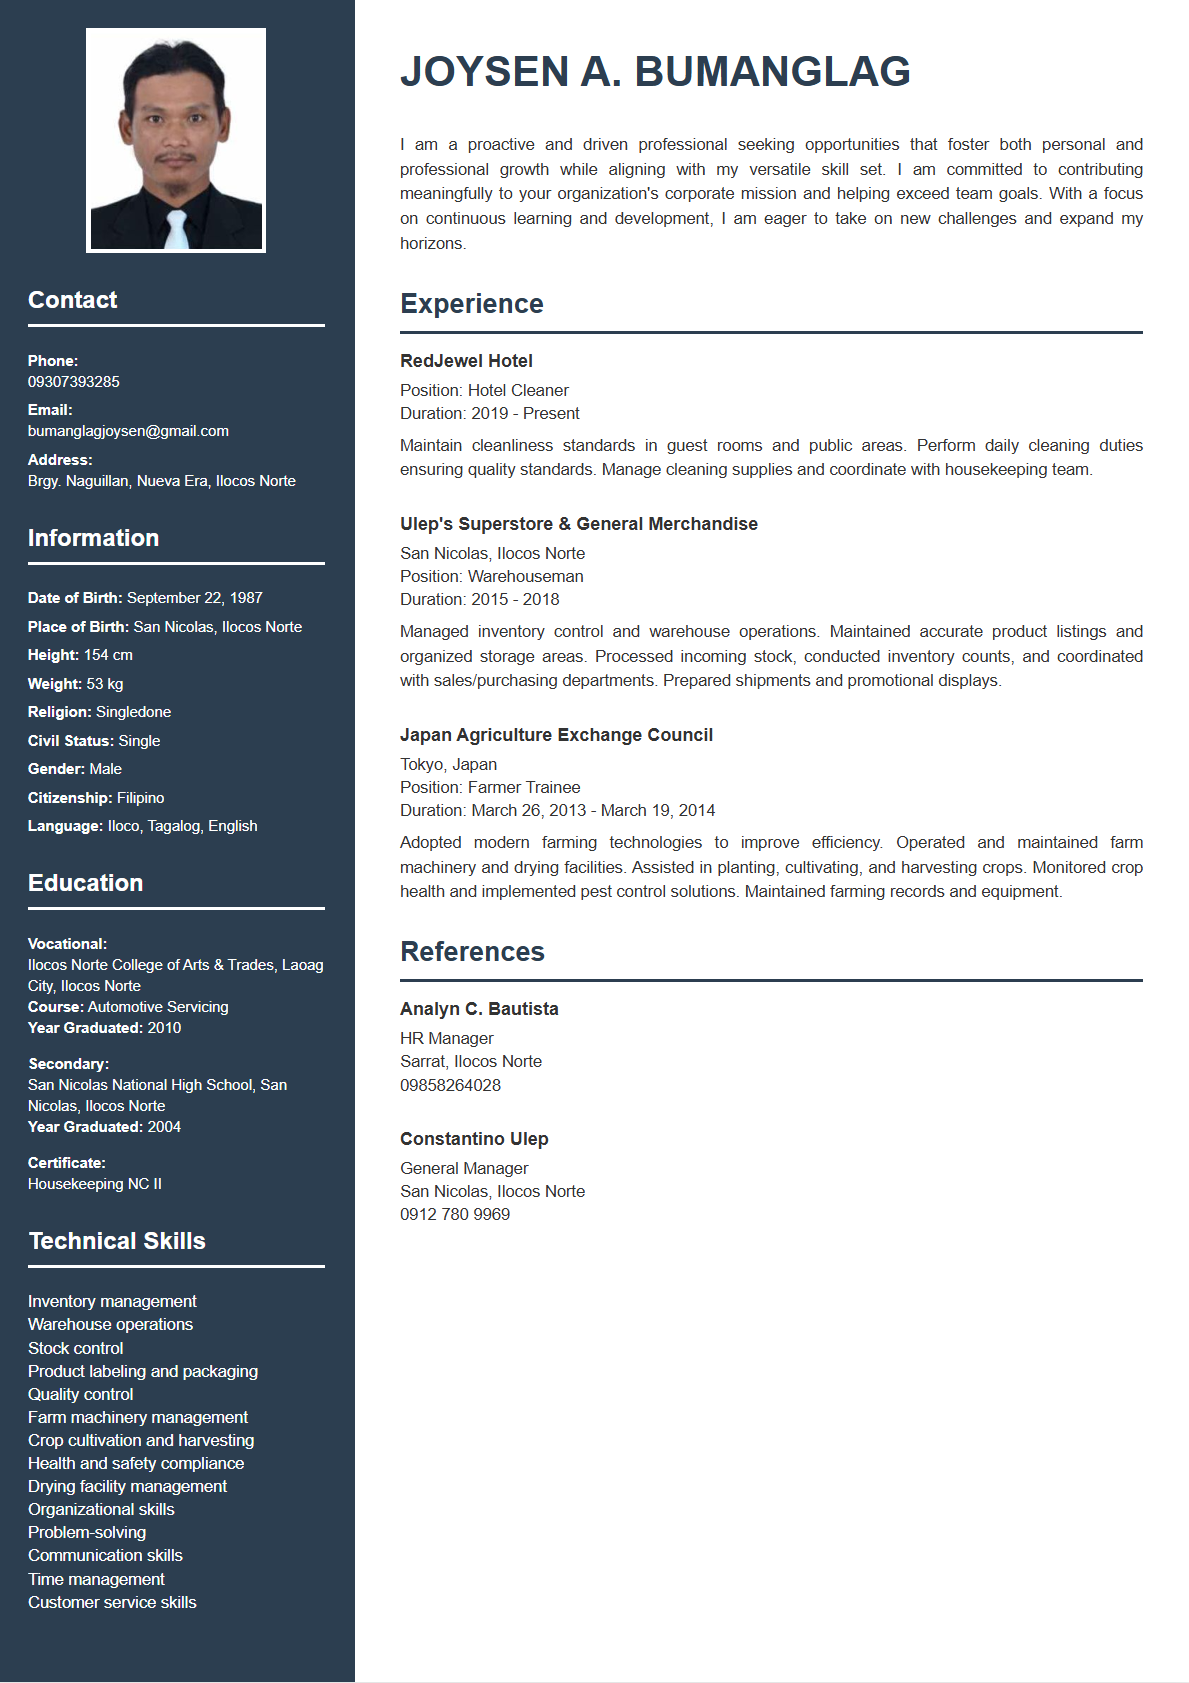 Contact
Phone:
09307393285
Email:
bumanglagjoysen@gmail.com
Address:
Brgy. Naguillan, Nueva Era, Ilocos Norte
Information
Date of Birth: September 22, 1987
Place of Birth: San Nicolas, Ilocos Norte
Height: 154 cm
Weight: 53 kg
Religion: Singledone
Civil Status: Single
Gender: Male
Citizenship: Filipino
Language: Iloco, Tagalog, English
Education
Vocational:
Ilocos Norte College of Arts & Trades, Laoag
City, Ilocos Norte
Course: Automotive Servicing
Year Graduated: 2010
Secondary:
San Nicolas National High School, San
Nicolas, Ilocos Norte
Year Graduated: 2004
Certificate:
Housekeeping NC II
Technical Skills
Inventory management
Warehouse operations
Stock control
Product labeling and packaging
Quality control
Farm machinery management
Crop cultivation and harvesting
Health and safety compliance
Drying facility management
Organizational skills
Problem-solving
Communication skills
Time management
Customer service skills
JOYSEN A. BUMANGLAG
I am a proactive and driven professional seeking opportunities that foster both personal and
professional growth while aligning with my versatile skill set. I am committed to contributing
meaningfully to your organization's corporate mission and helping exceed team goals. With a focus
on continuous learning and development, I am eager to take on new challenges and expand my
horizons.
Experience
RedJewel Hotel
Position: Hotel Cleaner
Duration: 2019 - Present
Maintain cleanliness standards in guest rooms and public areas. Perform daily cleaning duties
ensuring quality standards. Manage cleaning supplies and coordinate with housekeeping team.
Ulep's Superstore & General Merchandise
San Nicolas, Ilocos Norte
Position: Warehouseman
Duration: 2015 - 2018
Managed inventory control and warehouse operations. Maintained accurate product listings and
organized storage areas. Processed incoming stock, conducted inventory counts, and coordinated
with sales/purchasing departments. Prepared shipments and promotional displays.
Japan Agriculture Exchange Council
Tokyo, Japan
Position: Farmer Trainee
Duration: March 26, 2013 - March 19, 2014
Adopted modern farming technologies to improve efficiency. Operated and maintained farm
machinery and drying facilities. Assisted in planting, cultivating, and harvesting crops. Monitored crop
health and implemented pest control solutions. Maintained farming records and equipment.
References
Analyn C. Bautista
HR Manager
Sarrat, Ilocos Norte
09858264028
Constantino Ulep
General Manager
San Nicolas, Ilocos Norte
0912 780 9969